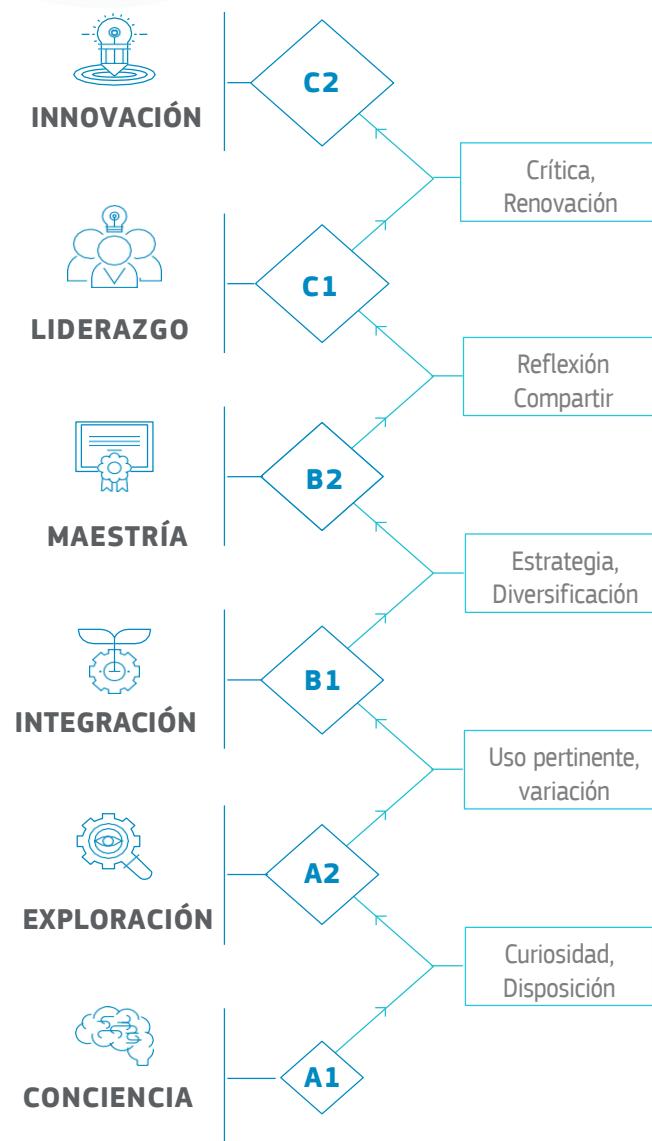 C2
INNOVACIÓN
Crítica,
Renovación
C1
LIDERAZGO
Reflexión
Compartir
B2
MAESTRÍA
Estrategia,
Diversificación
B1
INTEGRACIÓN
Uso pertinente,
variación
A2
EXPLORACIÓN
Curiosidad,
Disposición
A1
CONCIENCIA